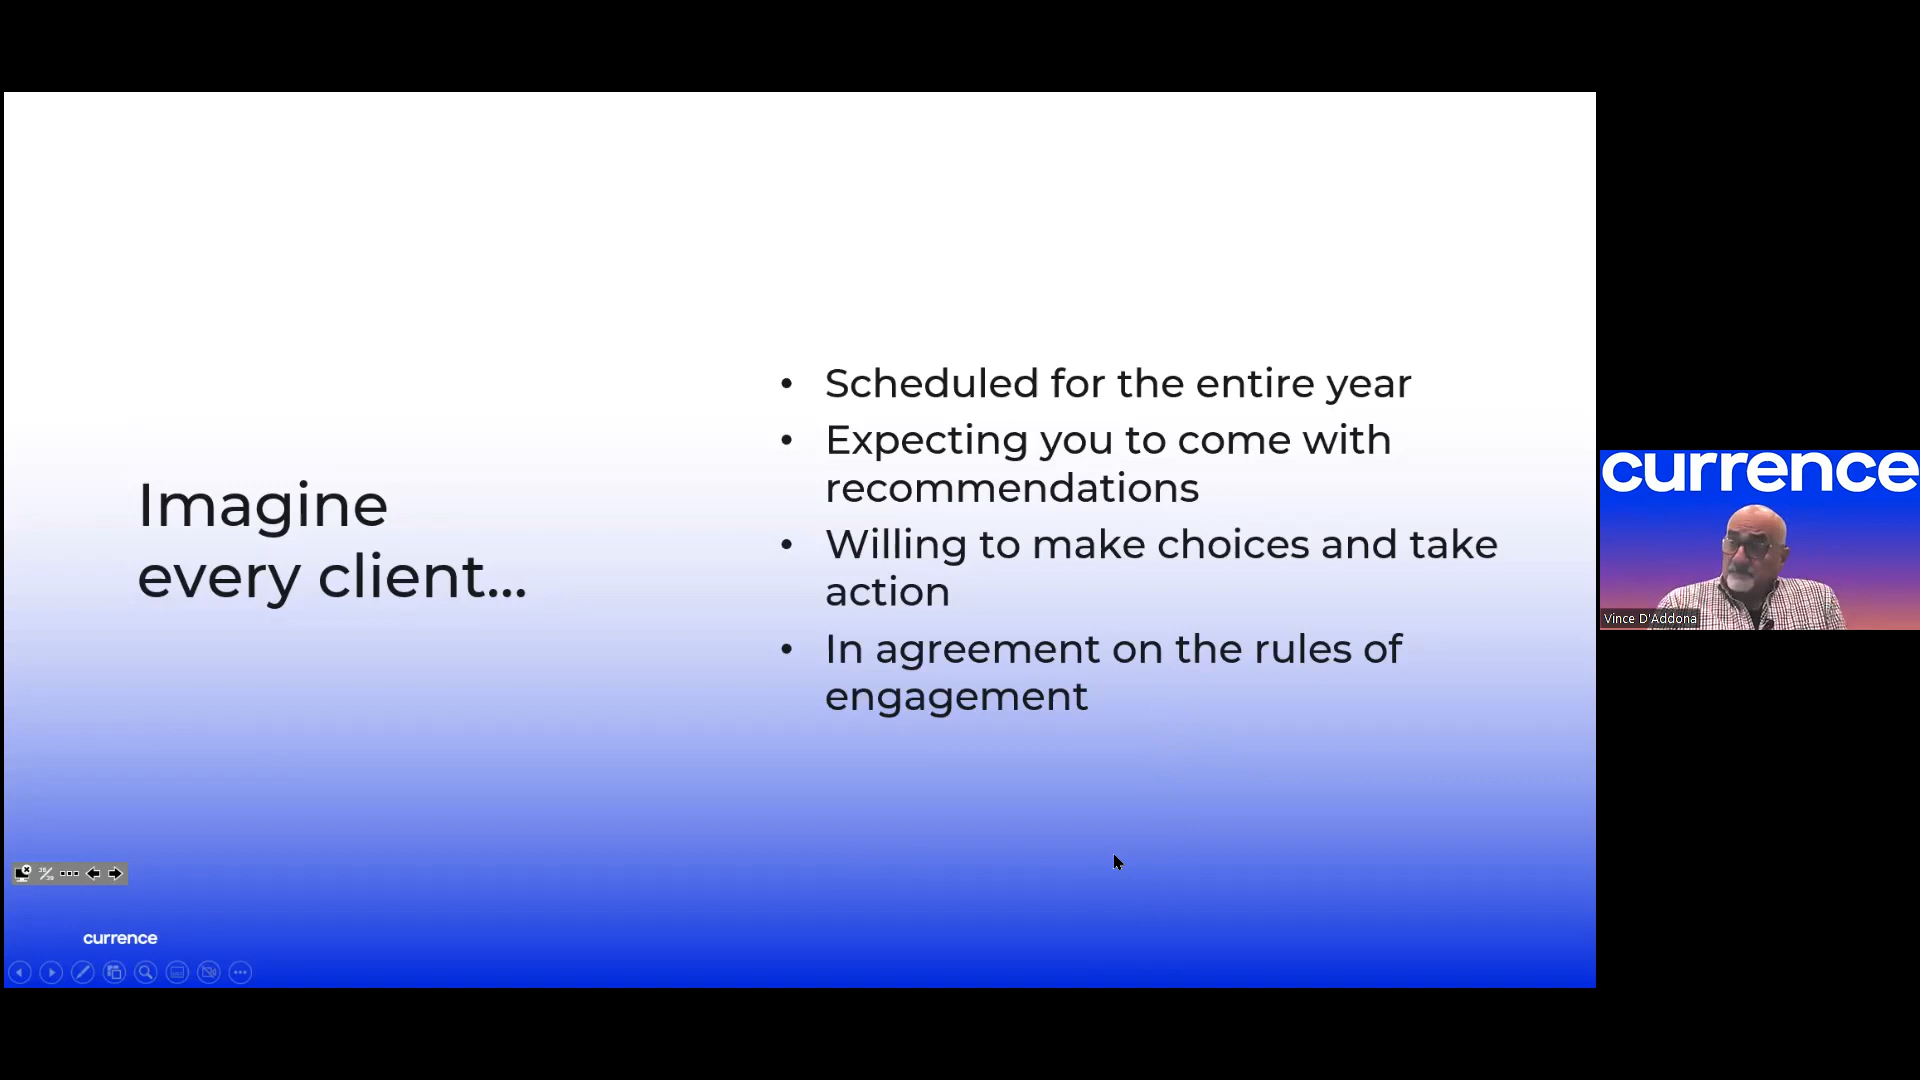 Imagine
every client...
• Scheduled for the entire year
• Expecting you to come with
recommendations
• Willing to make choices and take
action
• In agreement on the rules of
engagement
currence
currence
Vince D'Addona